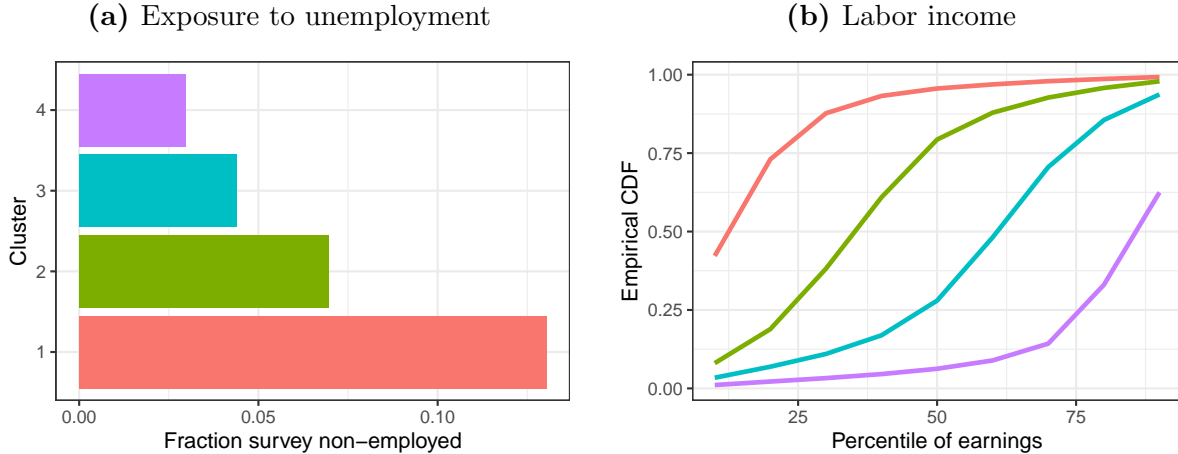 (a) Exposure to unemployment
4
3
2
1
Cluster
0.00 0.05 0.10
Fraction survey non−employed
(b) Labor income
1.00
0.75
0.50
0.25
0.00
Empirical CDF
25 50 75
Percentile of earnings